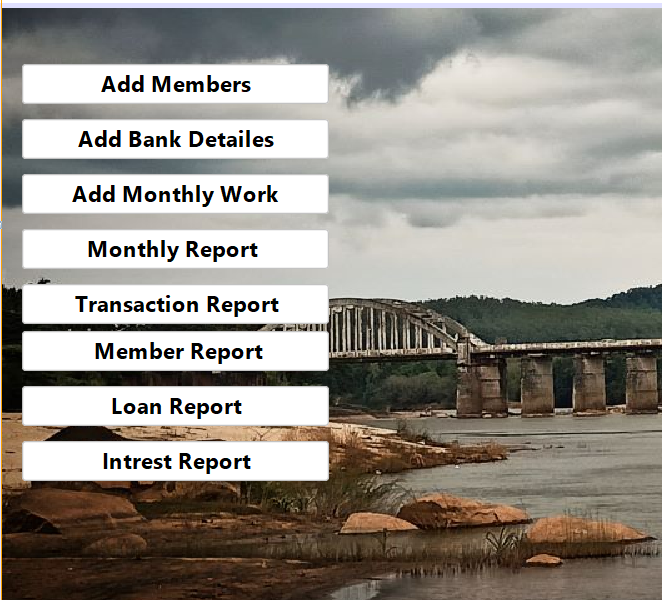 Add Members
Add Bank Detailes
Add Monthly Work
Monthly Report
Transaction Report
Member Report
Loan Report
Intrest Report